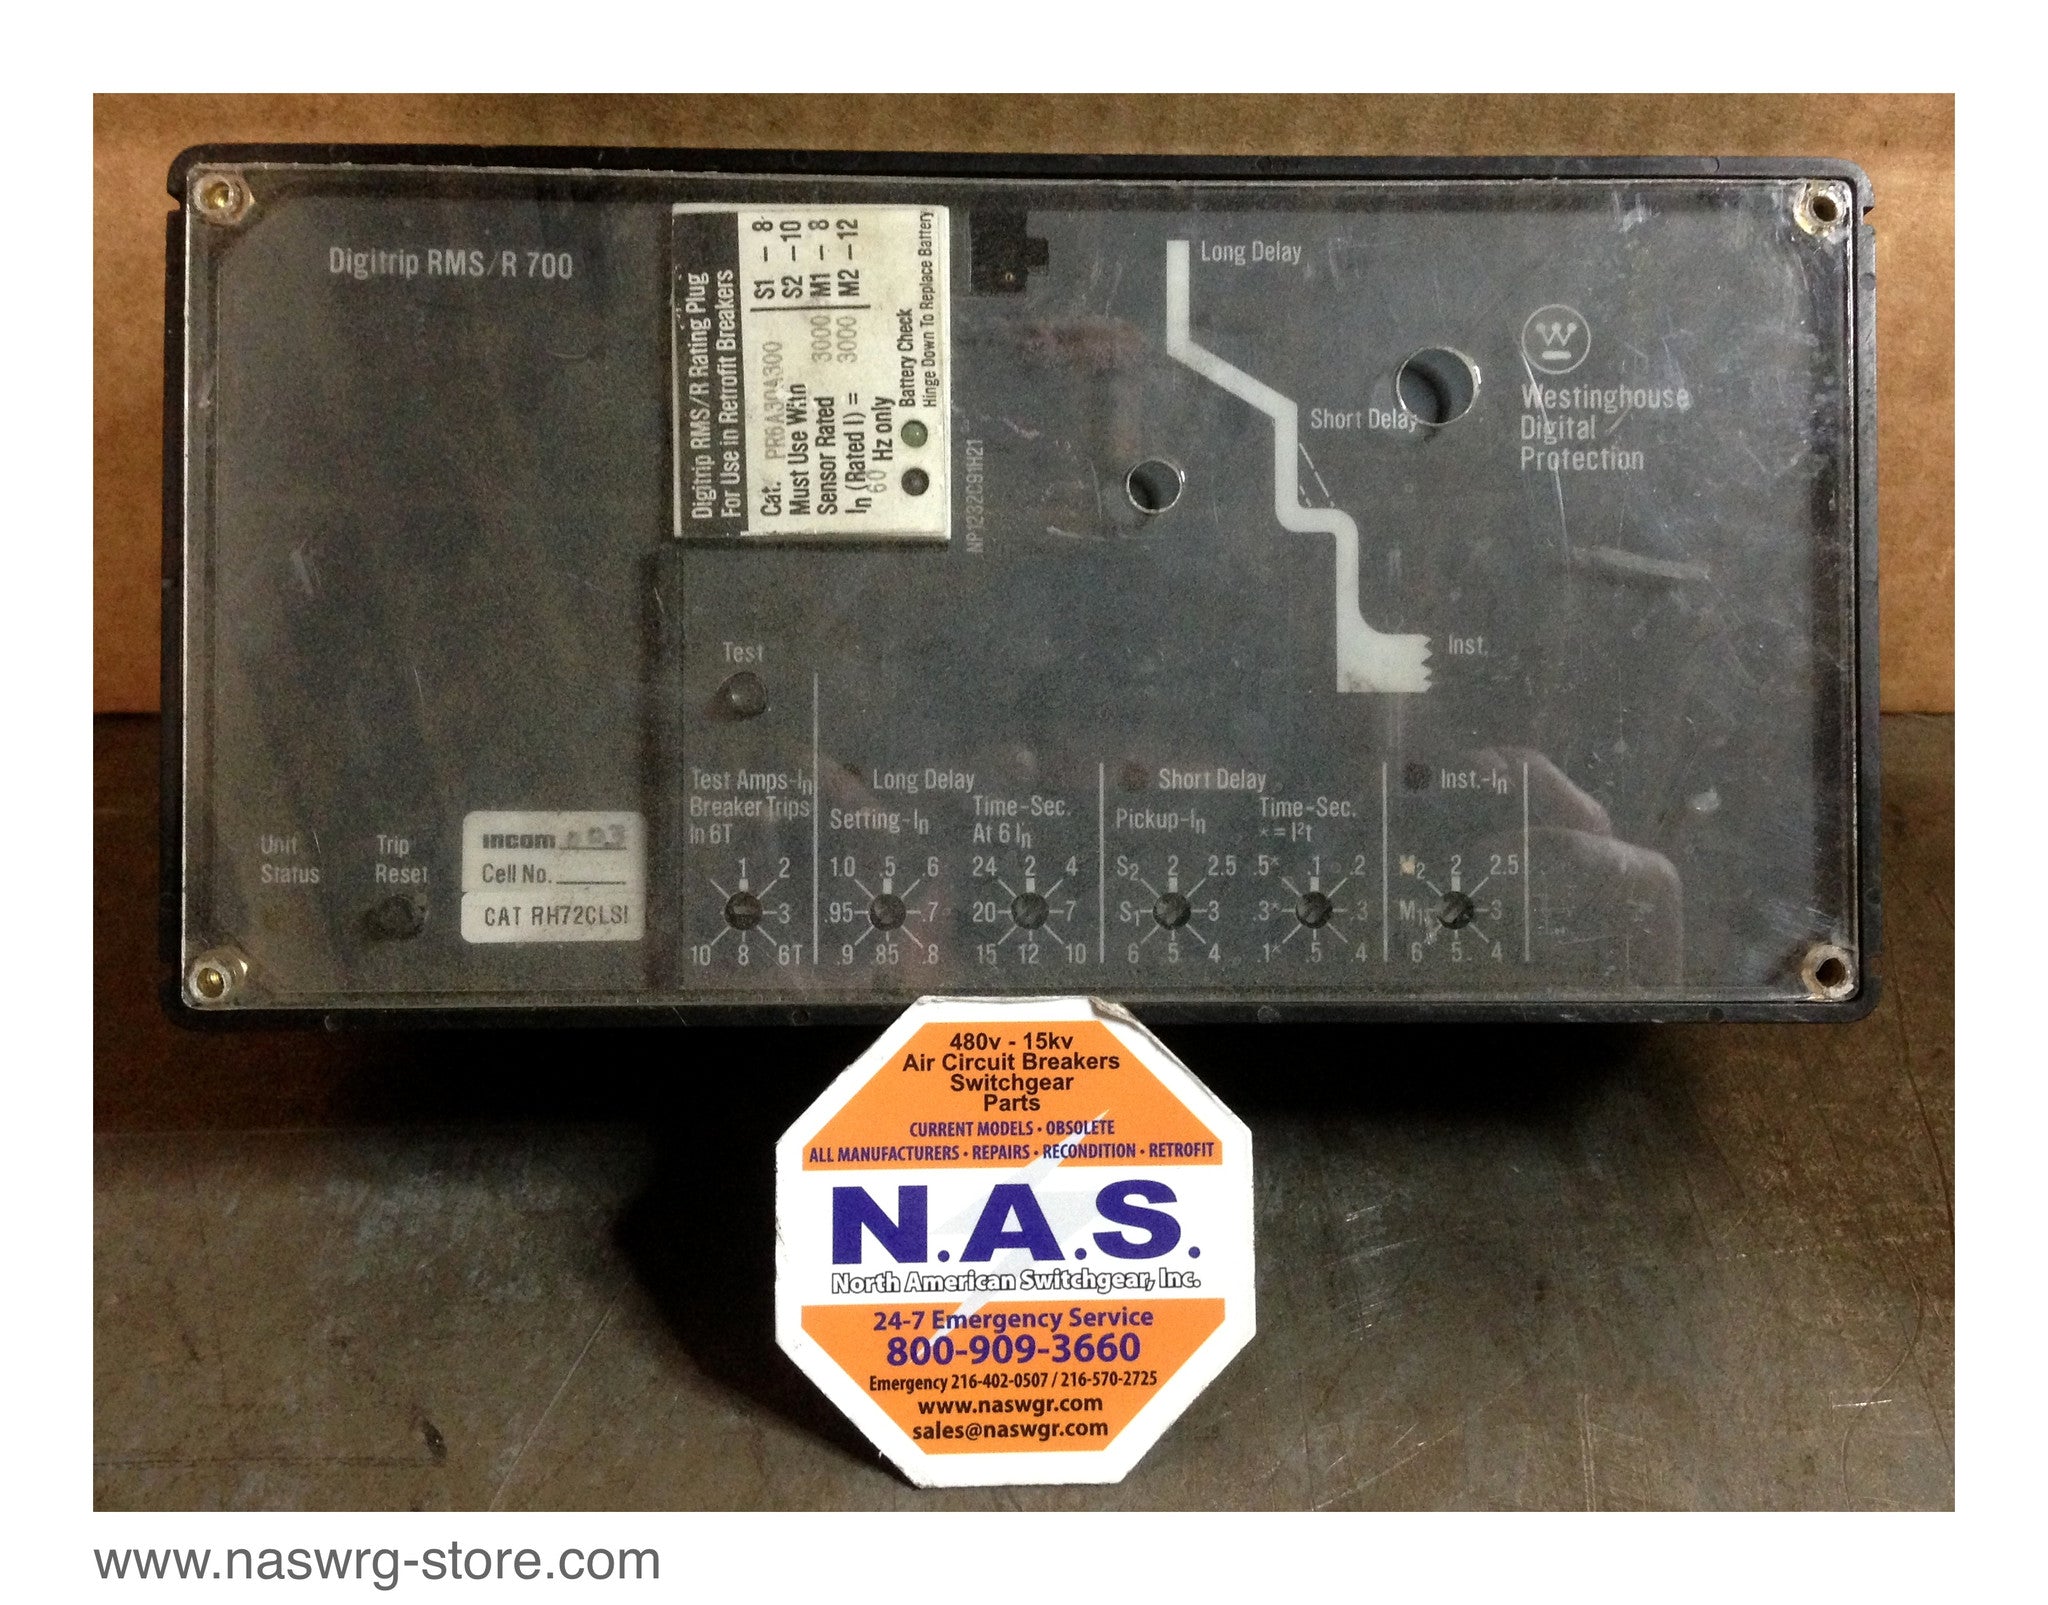 Digitrip RMS/R 700
Digitrip RMS/R Rating Plug
For Use in Retrofit Breakers
Cat. PR6A30A300
Must Use With
Sensor Rated 3000
In (Rated I) = 3000
60 Hz only
S1 – 8
S2 – 10
M1 – 8
M2 – 12
Battery Check
Hinge Down To Replace Battery
NP1232C91H21
Long Delay
Short Delay
Inst.
W
Westinghouse
Digital
Protection
Test
Unit
Status
Trip
Reset
incom
Cell No.
CAT RH72CLSI
Test Amps-In
Breaker Trips
In 6T
1 2
3
10 8 6T
Long Delay
Setting-In
1.0 .5 .6
.95 .7
.9 .85 .8
Time-Sec.
At 6 In
24 2 4
20 7
15 12 10
Short Delay
Pickup-In
S2 2 2.5
S1 3
6 5 4
Time-Sec.
* = I²t
.5* .1 .2
.3* .3
.1* .5 .4
Inst.-In
M2 2 2.5
M1 3
6 5 4
480v - 15kv
Air Circuit Breakers
Switchgear
Parts
CURRENT MODELS • OBSOLETE
ALL MANUFACTURERS • REPAIRS • RECONDITION • RETROFIT
N.A.S.
North American Switchgear, Inc.
24-7 Emergency Service
800-909-3660
Emergency 216-402-0507 / 216-570-2725
www.naswgr.com
sales@naswgr.com
www.naswrg-store.com